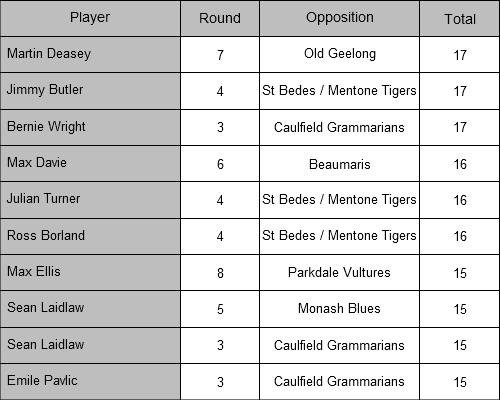 Player Round Opposition Total
Martin Deasey 7 Old Geelong 17
Jimmy Butler 4 St Bedes / Mentone Tigers 17
Bernie Wright 3 Caulfield Grammarians 17
Max Davie 6 Beaumaris 16
Julian Turner 4 St Bedes / Mentone Tigers 16
Ross Borland 4 St Bedes / Mentone Tigers 16
Max Ellis 8 Parkdale Vultures 15
Sean Laidlaw 5 Monash Blues 15
Sean Laidlaw 3 Caulfield Grammarians 15
Emile Pavlic 3 Caulfield Grammarians 15